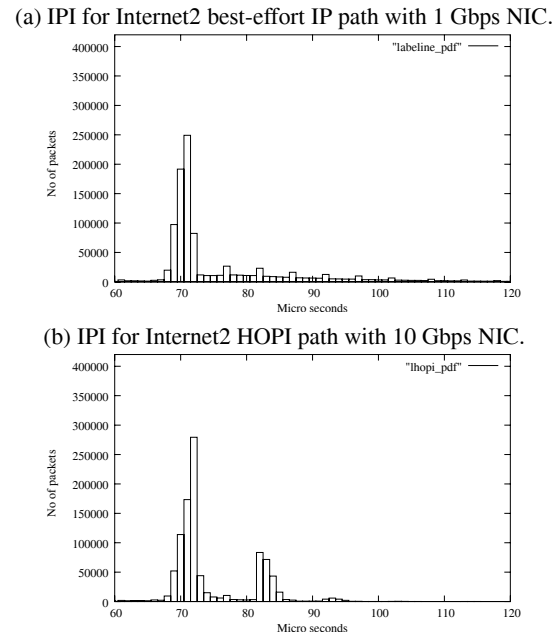 (a) IPI for Internet2 best-effort IP path with 1 Gbps NIC.
400000
350000
300000
250000
200000
150000
100000
50000
0
No of packets
"labeline_pdf"
60 70 80 90 100 110 120
Micro seconds
(b) IPI for Internet2 HOPI path with 10 Gbps NIC.
400000
350000
300000
250000
200000
150000
100000
50000
0
No of packets
"lhopi_pdf"
60 70 80 90 100 110 120
Micro seconds